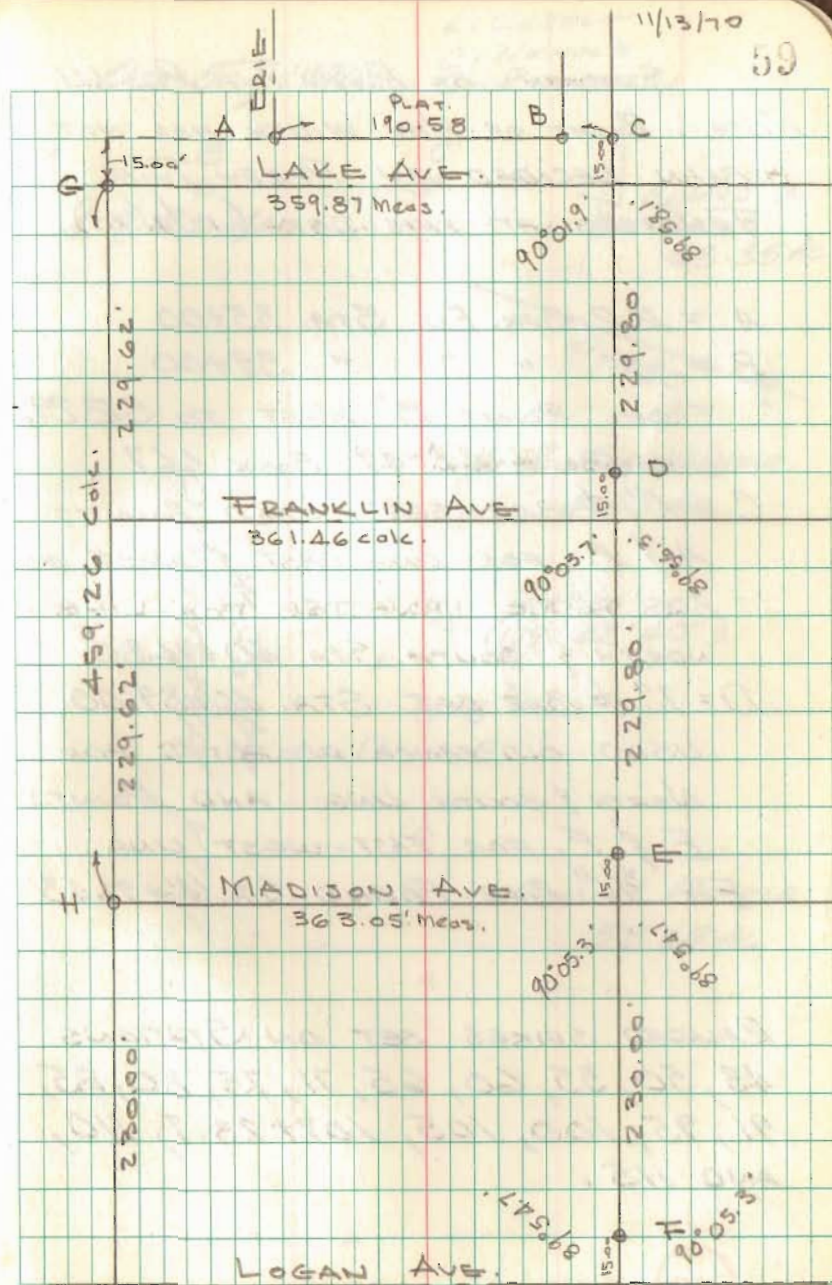 11/13/70
59
ERIE
PLAT.
A 190.58 B C
15.00' 15.00
G LAKE AVE.
359.87 Meas.
90°01.9' 89°58.1'
229.62' 229.80'
D
459.26 Calc.
FRANKLIN AVE 15.00
361.46 calc.
90°03.7' 89°56.3'
229.62' 229.80'
E
H MADISON AVE. 15.00
363.05' Meas.
90°05.3' 89°54.7'
230.00' 230.00'
89°54.7' F 90°05.3'
LOGAN AVE. 15.00